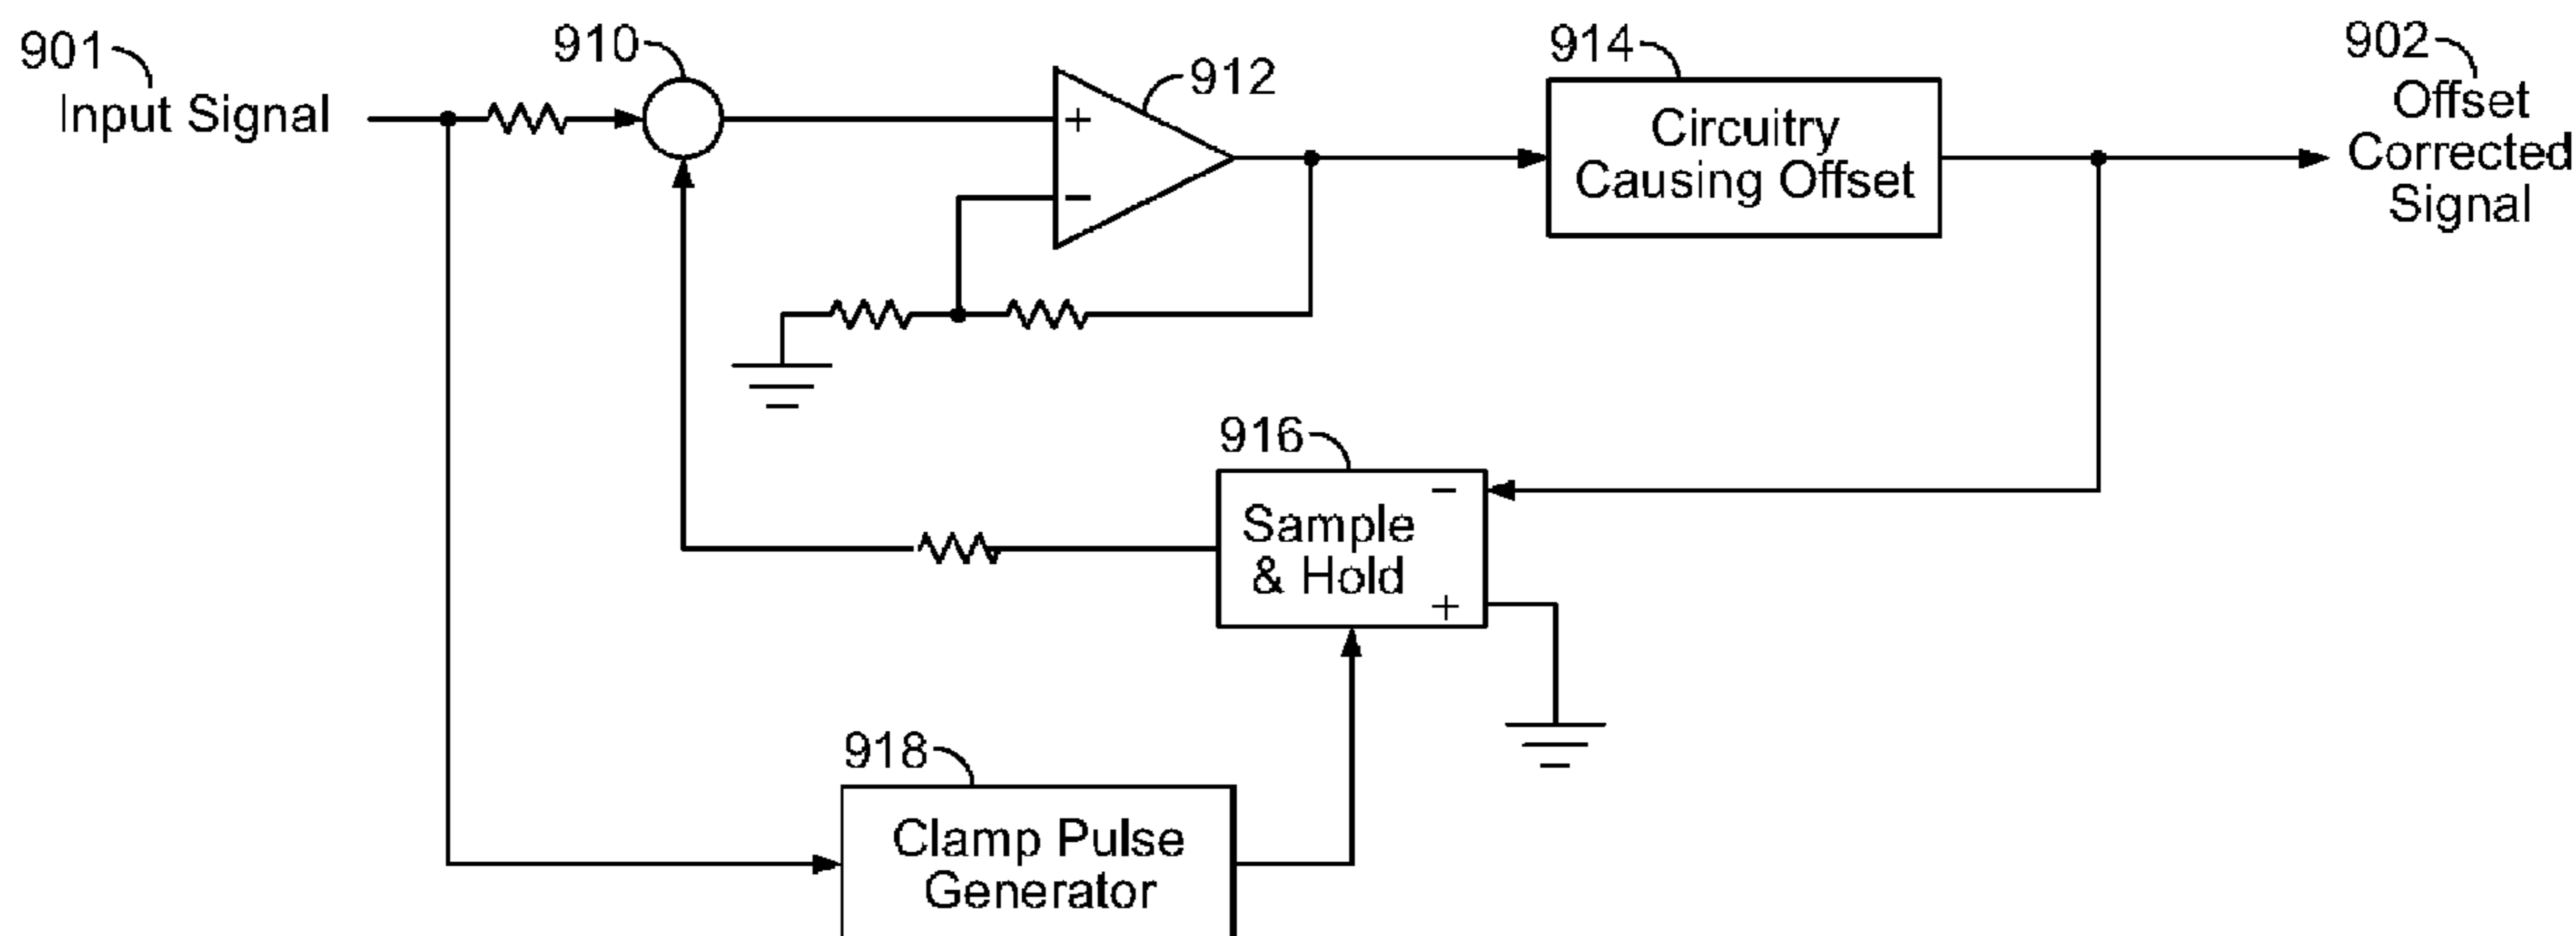 901
Input Signal
910
912
+
−
914
Circuitry
Causing Offset
902
Offset
Corrected
Signal
916
−
Sample
& Hold
+
918
Clamp Pulse
Generator